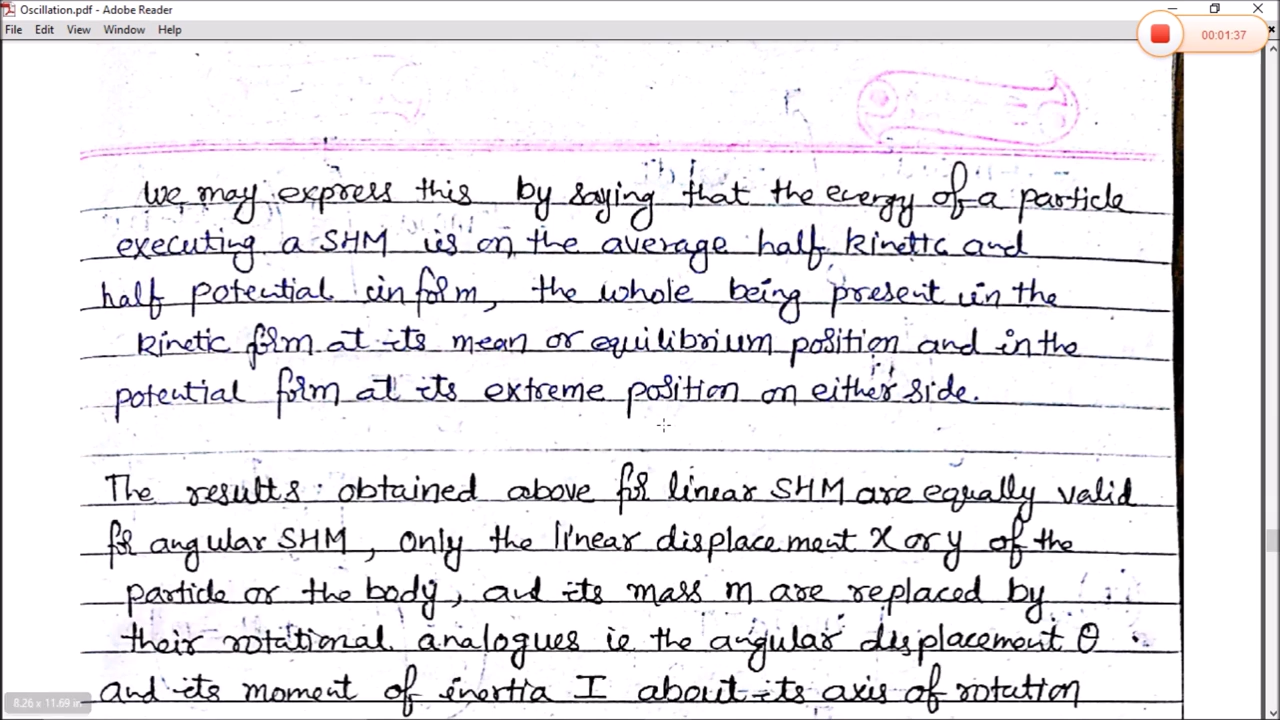 Oscillation.pdf - Adobe Reader
File Edit View Window Help
00:01:37
We may express this by saying that the energy of a particle
executing a SHM is on the average half kinetic and
half potential in form, the whole being present in the
kinetic form at its mean or equilibrium position and in the
potential form at its extreme position on either side.
The results obtained above for linear SHM are equally valid
for angular SHM, only the linear displacement x or y of the
particle or the body, and its mass m are replaced by
their rotational analogues ie the angular displacement θ
and its moment of inertia I about its axis of rotation
8.26 x 11.69 in